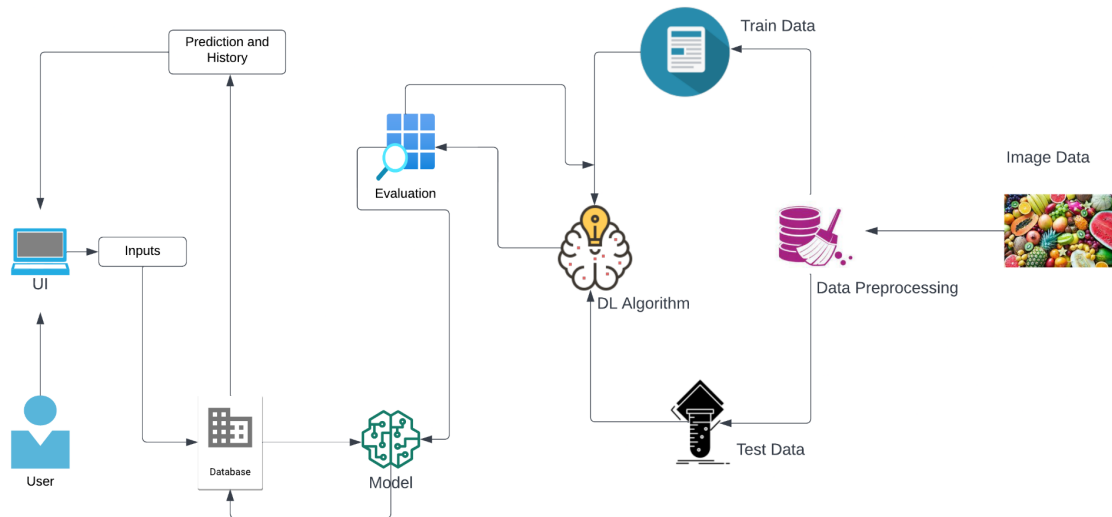 Prediction and
History
Train Data
Image Data
Evaluation
Inputs
UI
Data Preprocessing
DL Algorithm
Test Data
Database
User
Model